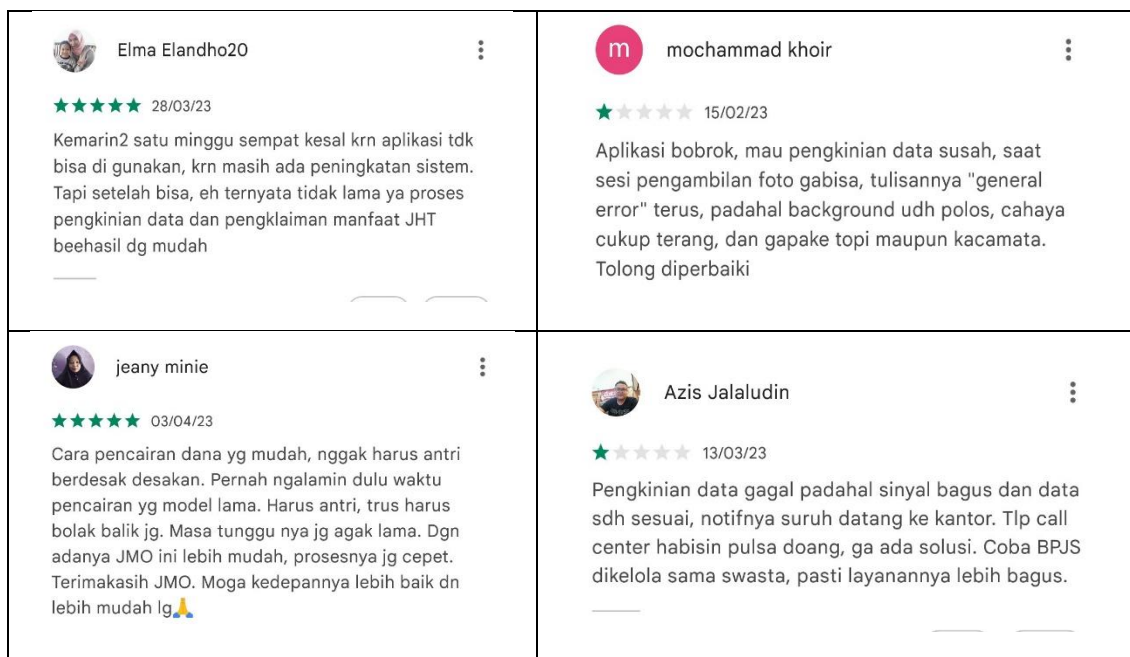 Elma Elandho20
28/03/23
Kemarin2 satu minggu sempat kesal krn aplikasi tdk
bisa di gunakan, krn masih ada peningkatan sistem.
Tapi setelah bisa, eh ternyata tidak lama ya proses
pengkinian data dan pengklaiman manfaat JHT
beehasil dg mudah
m
mochammad khoir
15/02/23
Aplikasi bobrok, mau pengkinian data susah, saat
sesi pengambilan foto gabisa, tulisannya "general
error" terus, padahal background udh polos, cahaya
cukup terang, dan gapake topi maupun kacamata.
Tolong diperbaiki
jeany minie
03/04/23
Cara pencairan dana yg mudah, nggak harus antri
berdesak desakan. Pernah ngalamin dulu waktu
pencairan yg model lama. Harus antri, trus harus
bolak balik jg. Masa tunggu nya jg agak lama. Dgn
adanya JMO ini lebih mudah, prosesnya jg cepet.
Terimakasih JMO. Moga kedepannya lebih baik dn
lebih mudah lg🙏
Azis Jalaludin
13/03/23
Pengkinian data gagal padahal sinyal bagus dan data
sdh sesuai, notifnya suruh datang ke kantor. Tlp call
center habisin pulsa doang, ga ada solusi. Coba BPJS
dikelola sama swasta, pasti layanannya lebih bagus.